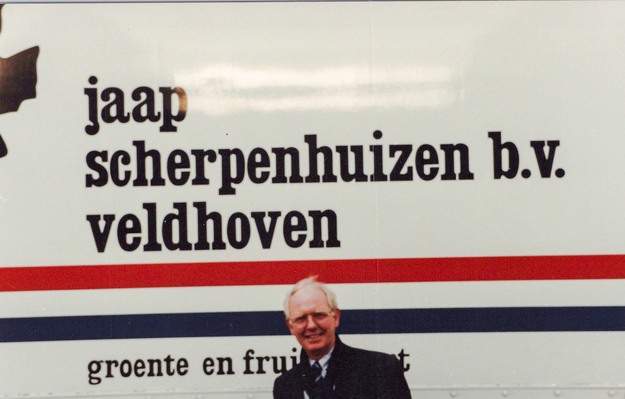 jaap
scherpenhuizen b.v.
veldhoven
groente en